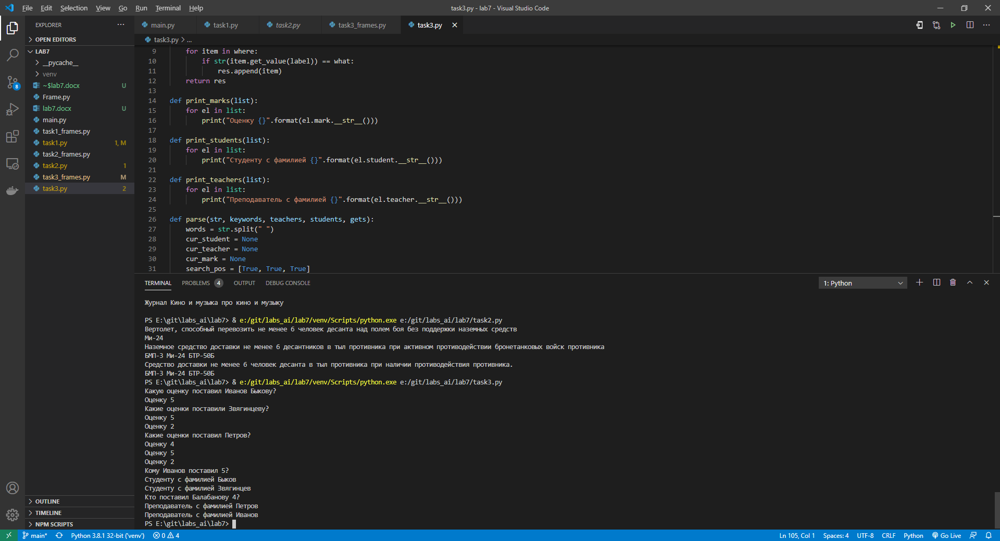 File Edit Selection View Go Run Terminal Help
task3.py - lab7 - Visual Studio Code
EXPLORER ···
OPEN EDITORS
LAB7
__pycache__
venv
~$lab7.docx U
Frame.py
lab7.docx U
main.py
task1_frames.py
task1.py 1, M
task2_frames.py
task2.py 1
task3_frames.py M
task3.py 2
OUTLINE
TIMELINE
NPM SCRIPTS
8
main.py task1.py task2.py task3_frames.py task3.py
task3.py > ...
9 for item in where:
10 if str(item.get_value(label)) == what:
11 res.append(item)
12 return res
13
14 def print_marks(list):
15 for el in list:
16 print("Оценку {}".format(el.mark.__str__()))
17
18 def print_students(list):
19 for el in list:
20 print("Студенту с фамилией {}".format(el.student.__str__()))
21
22 def print_teachers(list):
23 for el in list:
24 print("Преподаватель с фамилией {}".format(el.teacher.__str__()))
25
26 def parse(str, keywords, teachers, students, gets):
27 words = str.split(" ")
28 cur_student = None
29 cur_teacher = None
30 cur_mark = None
31 search_pos = [True, True, True]
TERMINAL PROBLEMS 4 OUTPUT DEBUG CONSOLE
1: Python
Журнал Кино и музыка про кино и музыку
PS E:\git\labs_ai\lab7> & e:/git/labs_ai/lab7/venv/Scripts/python.exe e:/git/labs_ai/lab7/task2.py
Вертолет, способный перевозить не менее 6 человек десанта над полем боя без поддержки наземных средств
Ми-24
Наземное средство доставки не менее 6 десантников в тыл противника при активном противодействии бронетанковых войск противника
БМП-3 Ми-24 БТР-50Б
Средство доставки не менее 6 человек десанта в тыл противника при наличии противодействия противника.
БМП-3 Ми-24 БТР-50Б
PS E:\git\labs_ai\lab7> & e:/git/labs_ai/lab7/venv/Scripts/python.exe e:/git/labs_ai/lab7/task3.py
Какую оценку поставил Иванов Быкову?
Оценку 5
Какие оценки поставили Звягинцеву?
Оценку 5
Оценку 2
Какие оценки поставил Петров?
Оценку 4
Оценку 5
Оценку 2
Кому Иванов поставил 5?
Студенту с фамилией Быков
Студенту с фамилией Звягинцев
Кто поставил Балабанову 4?
Преподаватель с фамилией Петров
Преподаватель с фамилией Иванов
PS E:\git\labs_ai\lab7>
main* Python 3.8.1 32-bit ('venv') 0 4
Ln 105, Col 1 Spaces: 4 UTF-8 CRLF Python Go Live